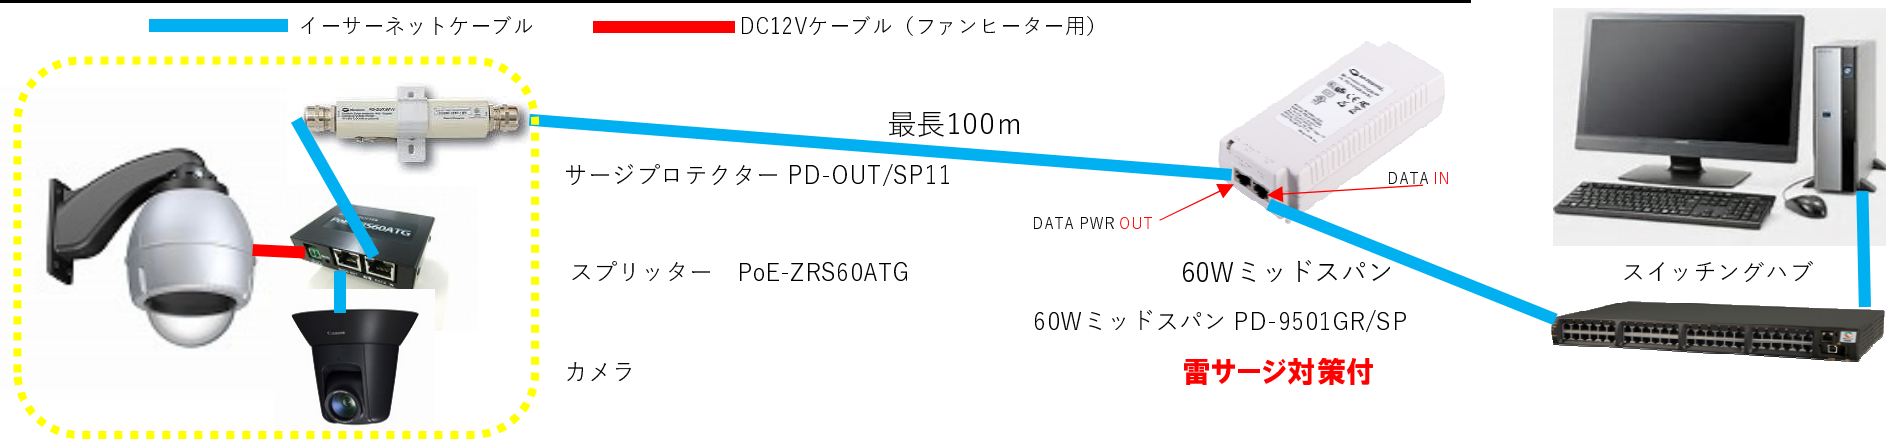 イーサーネットケーブル
DC12Vケーブル（ファンヒーター用）
最長100ｍ
サージプロテクター PD-OUT/SP11
DATA IN
DATA PWR OUT
スプリッター　PoE-ZRS60ATG
60Wミッドスパン
スイッチングハブ
60Wミッドスパン PD-9501GR/SP
雷サージ対策付
カメラ
Canon